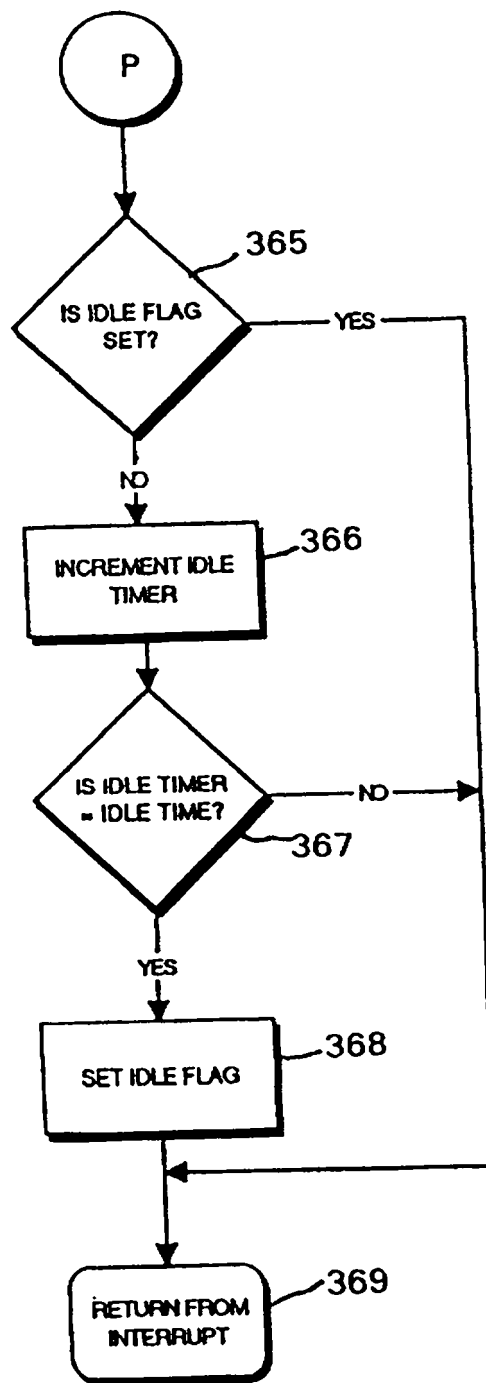 P
365
IS IDLE FLAG
SET?
YES
NO
366
INCREMENT IDLE
TIMER
IS IDLE TIMER
= IDLE TIME?
NO
367
YES
368
SET IDLE FLAG
369
RETURN FROM
INTERRUPT